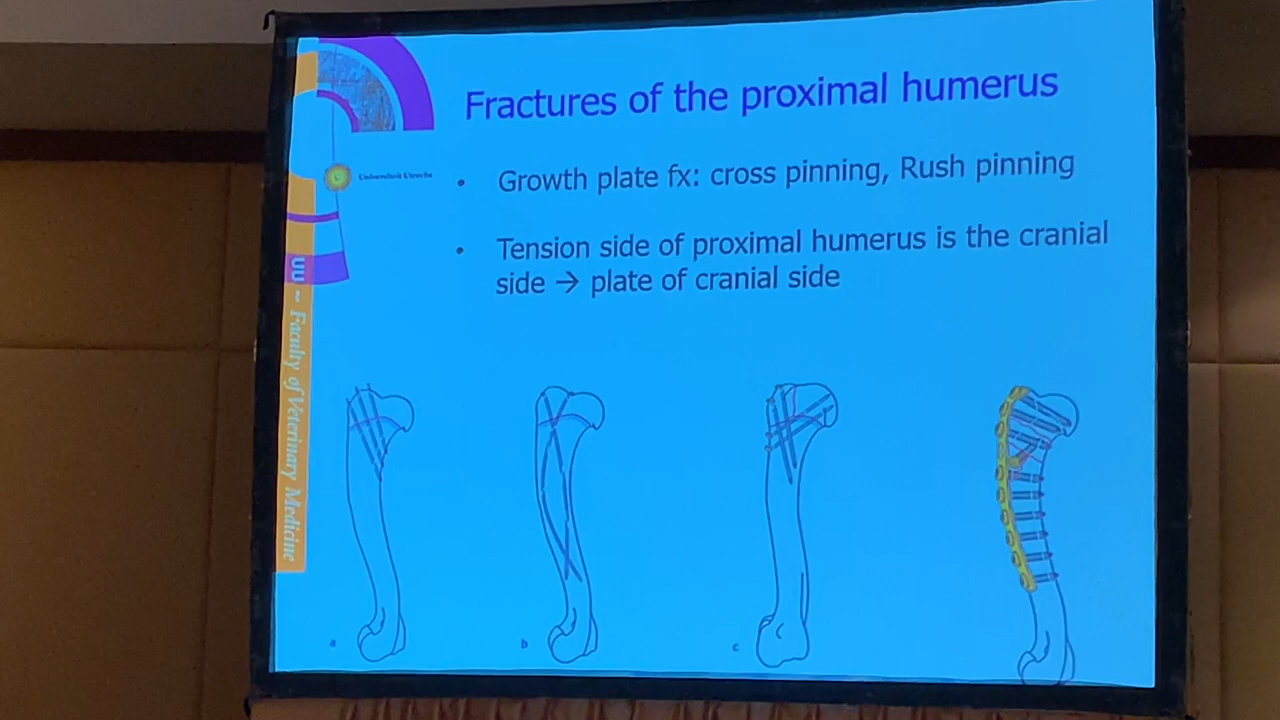 Fractures of the proximal humerus
Universiteit Utrecht
• Growth plate fx: cross pinning, Rush pinning
• Tension side of proximal humerus is the cranial
side → plate of cranial side
UU ~ Faculty of Veterinary Medicine
a
b
c